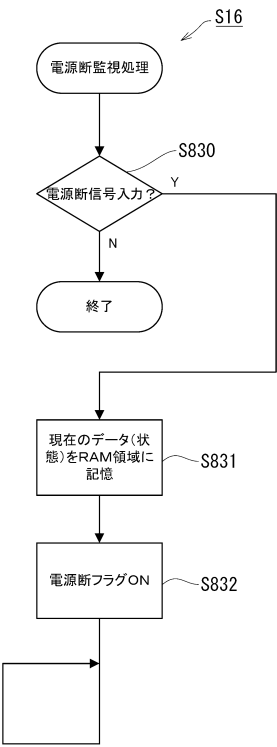 S16
電源断監視処理
S830
電源断信号入力？
Y
N
終了
現在のデータ（状
態）をRAM領域に
記憶
S831
電源断フラグON
S832